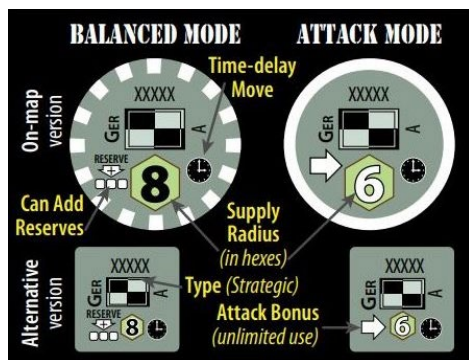 BALANCED MODE
ATTACK MODE
On-map
version
XXXXX
GER
A
RESERVE
8
Time-delay
Move
XXXXX
GER
A
6
Can Add
Reserves
Supply
Radius
(in hexes)
Alternative
version
XXXXX
GER
A
RESERVE
8
Type (Strategic)
Attack Bonus
(unlimited use)
XXXXX
GER
A
6